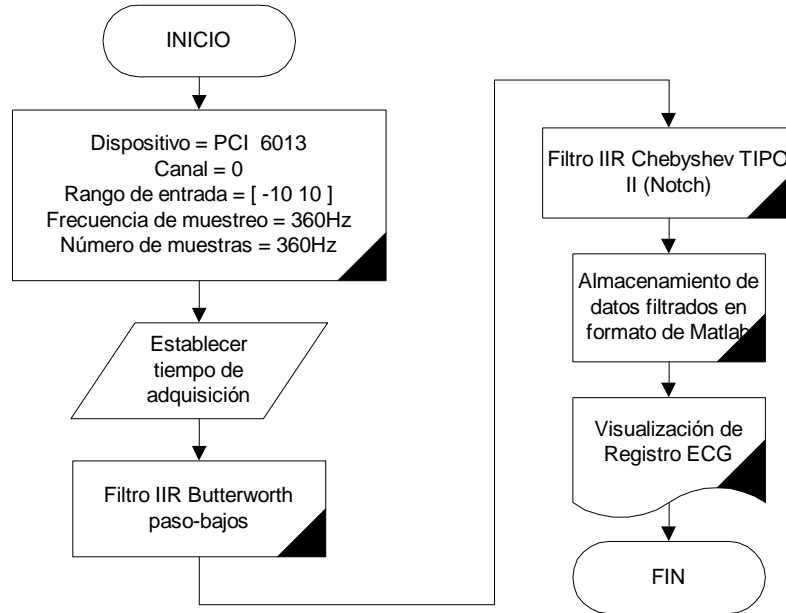 INICIO
Dispositivo = PCI 6013
Canal = 0
Rango de entrada = [ -10 10 ]
Frecuencia de muestreo = 360Hz
Número de muestras = 360Hz
Establecer
tiempo de
adquisición
Filtro IIR Butterworth
paso-bajos
Filtro IIR Chebyshev TIPO
II (Notch)
Almacenamiento de
datos filtrados en
formato de Matlab
Visualización de
Registro ECG
FIN